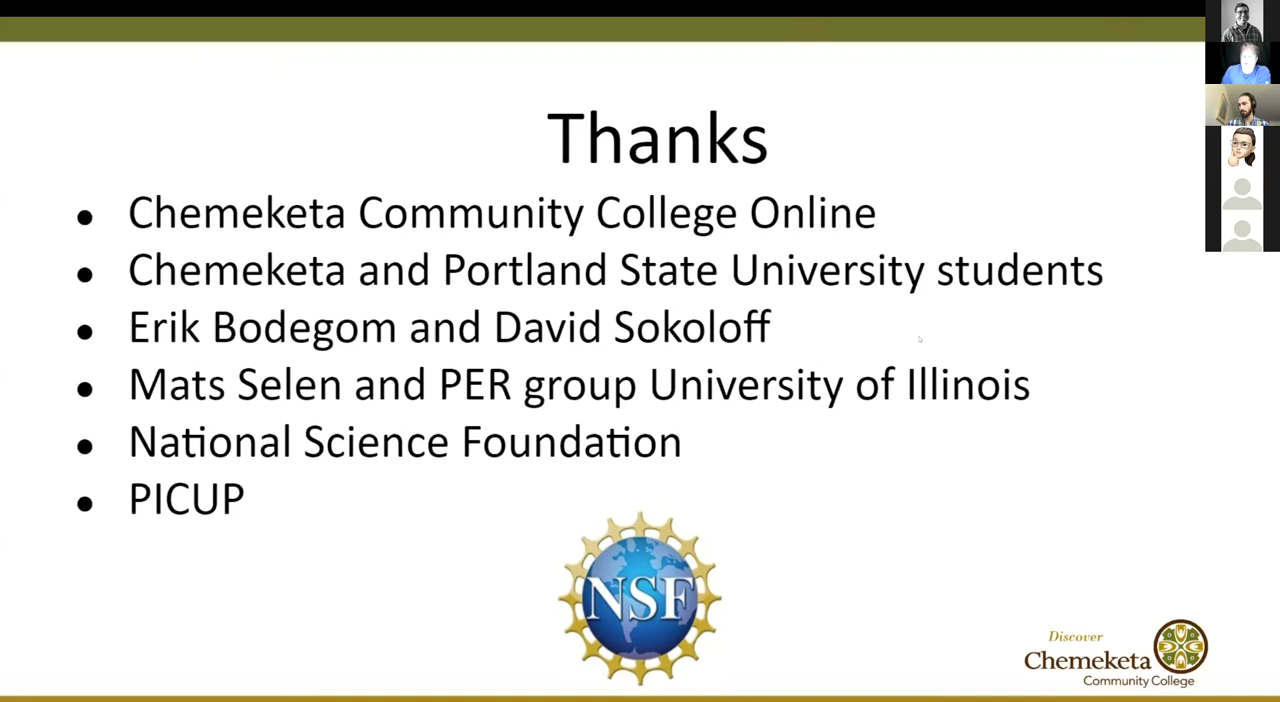 Thanks
• Chemeketa Community College Online
• Chemeketa and Portland State University students
• Erik Bodegom and David Sokoloff
• Mats Selen and PER group University of Illinois
• National Science Foundation
• PICUP
NSF
Discover
Chemeketa
Community College